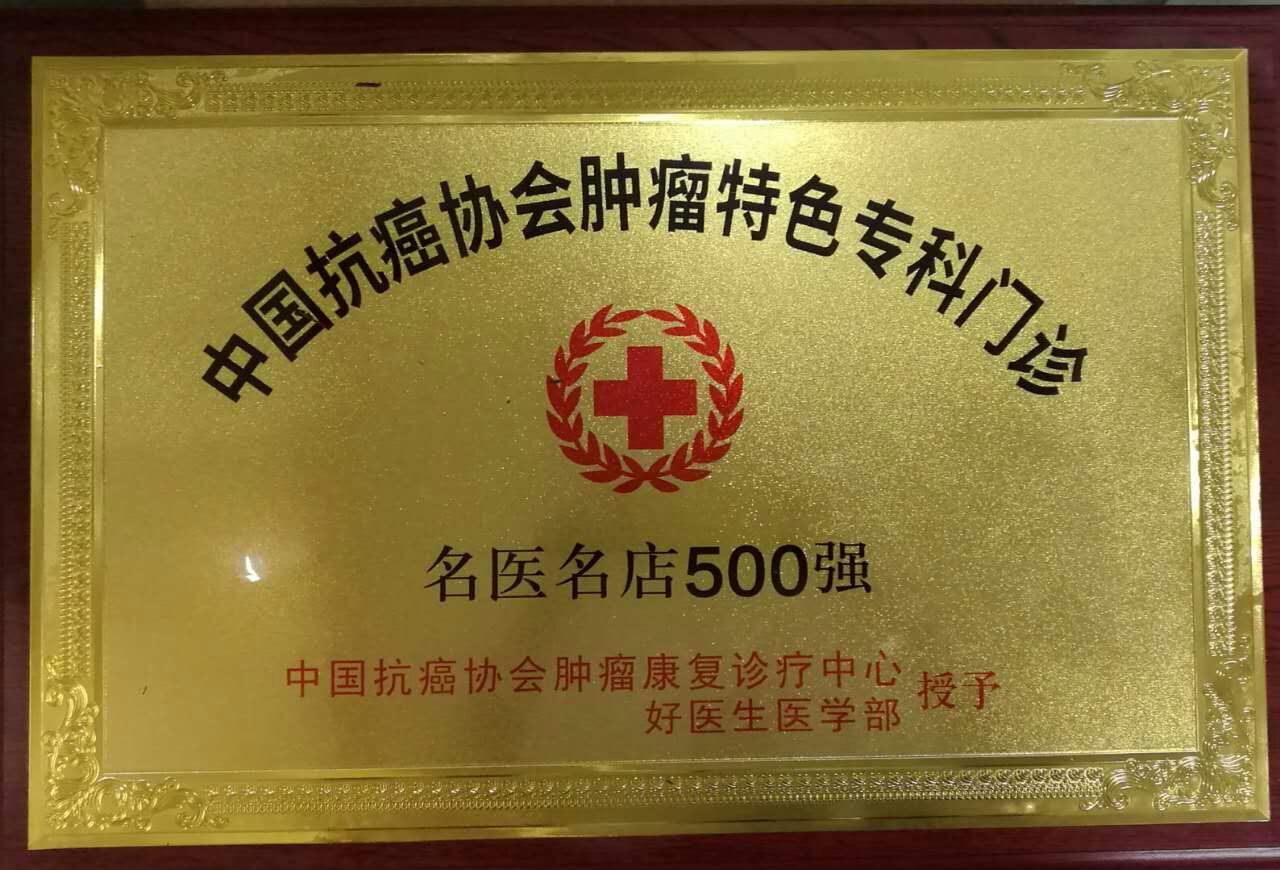 中国抗癌协会肿瘤特色专科门诊
名医名店500强
中国抗癌协会肿瘤康复诊疗中心
好医生医学部
授予